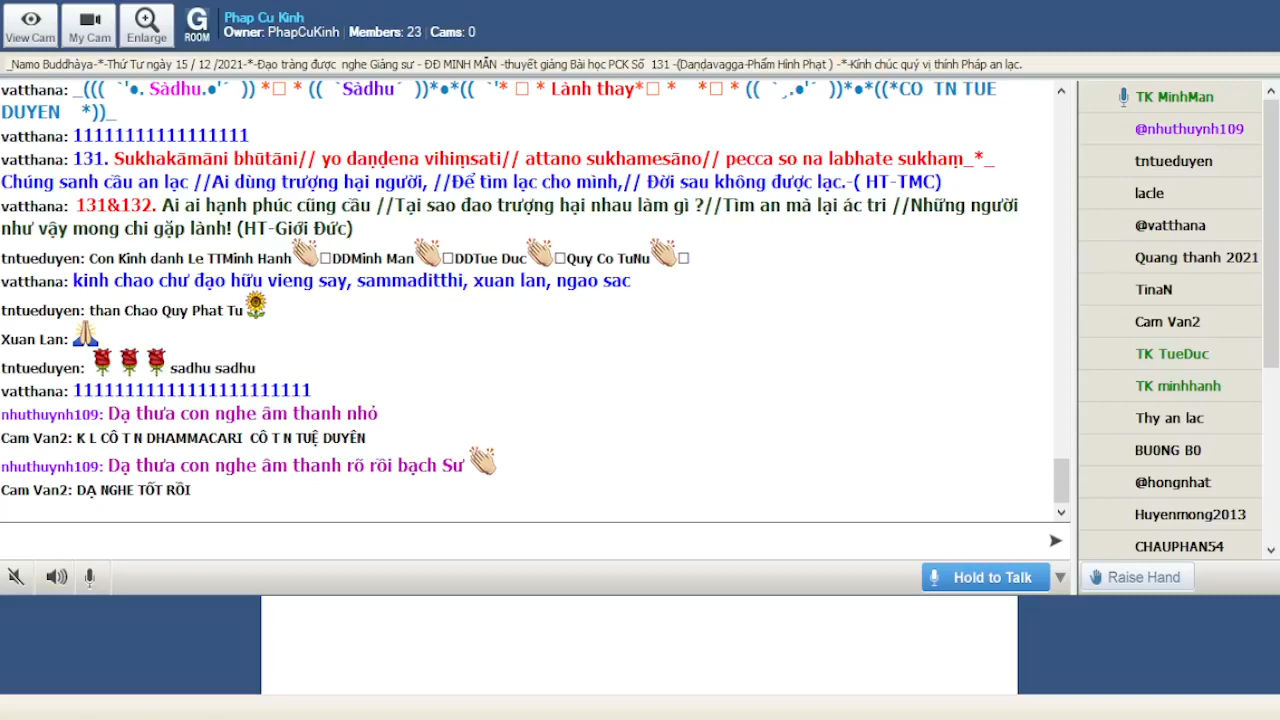 View Cam
My Cam
Enlarge
G
ROOM
Phap Cu Kinh
Owner: PhapCuKinh | Members: 23 | Cams: 0
_Namo Buddhàya-*-Thứ Tư ngày 15 / 12 /2021-*-Đạo tràng được nghe Giảng sư - ĐĐ MINH MẪN -thuyết giảng Bài học PCK Số 131 -(Daṇḍavagga-Phẩm Hình Phạt ) -*-Kính chúc quý vị thính Pháp an lạc.
vatthana: _((( `'•. Sàdhu.•'´ )) *□ * (( `Sàdhu´ ))*•*(( `'* □ * Lành thay*□ * *□ * (( `¸.•'´ ))*•*((*CO TN TUE
DUYEN *))_
vatthana: 11111111111111111
vatthana: 131. Sukhakāmāni bhūtāni// yo daṇḍena vihiṃsati// attano sukhamesāno// pecca so na labhate sukhaṃ_*_
Chúng sanh cầu an lạc //Ai dùng trượng hại người, //Để tìm lạc cho mình,// Đời sau không được lạc.-( HT-TMC)
vatthana: 131&132. Ai ai hạnh phúc cũng cầu //Tại sao đao trượng hại nhau làm gì ?//Tìm an mà lại ác tri //Những người
như vậy mong chi gặp lành! (HT-Giới Đức)
tntueduyen: Con Kinh danh Le TTMinh Hanh👏□DDMinh Man👏□DDTue Duc👏□Quy Co TuNu👏□
vatthana: kinh chao chư đạo hữu vieng say, sammaditthi, xuan lan, ngao sac
tntueduyen: than Chao Quy Phat Tu🌻
Xuan Lan: 🙏
tntueduyen: 🌹🌹🌹 sadhu sadhu
vatthana: 11111111111111111111111
nhuthuynh109: Dạ thưa con nghe âm thanh nhỏ
Cam Van2: K L CÔ T N DHAMMACARI CÔ T N TUỆ DUYÊN
nhuthuynh109: Dạ thưa con nghe âm thanh rõ rồi bạch Sư 👏
Cam Van2: DẠ NGHE TỐT RỒI
Hold to Talk
TK MinhMan
@nhuthuynh109
tntueduyen
lacle
@vatthana
Quang thanh 2021
TinaN
Cam Van2
TK TueDuc
TK minhhanh
Thy an lac
BU0NG B0
@hongnhat
Huyenmong2013
CHAUPHAN54
Raise Hand